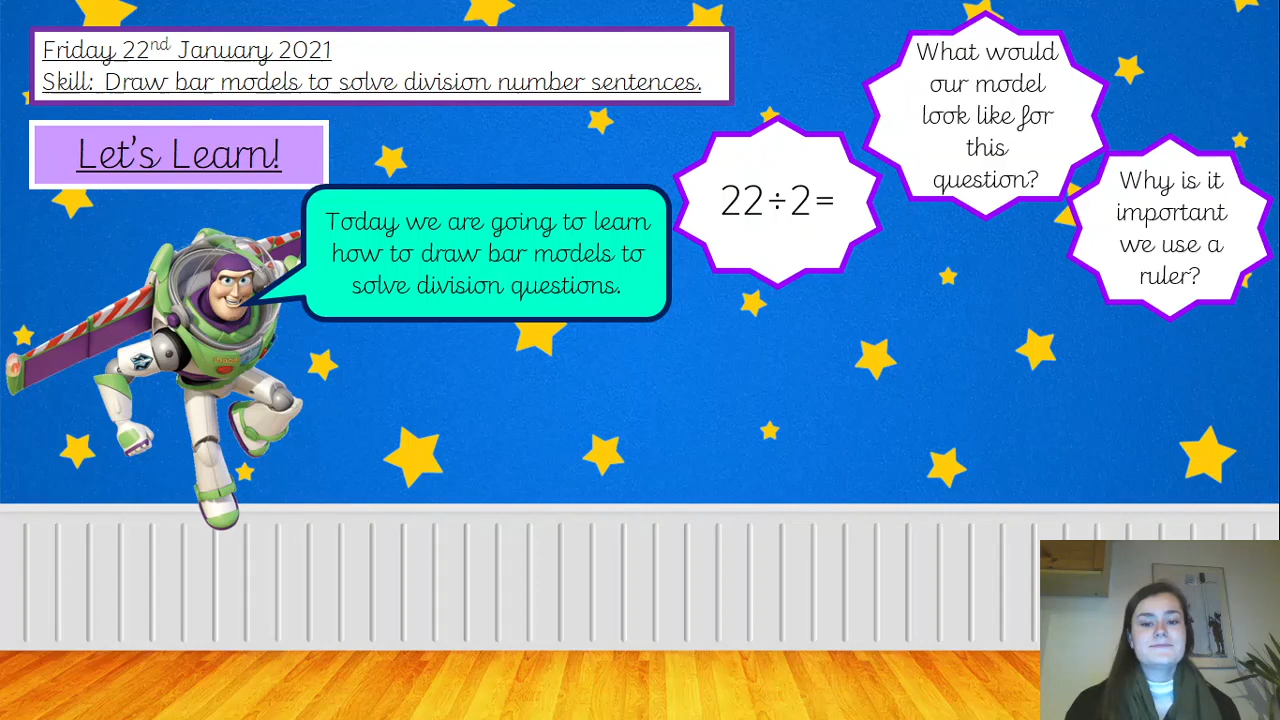 Friday 22nd January 2021
Skill: Draw bar models to solve division number sentences.
Let's Learn!
Today we are going to learn
how to draw bar models to
solve division questions.
22÷2=
What would
our model
look like for
this
question?
Why is it
important
we use a
ruler?